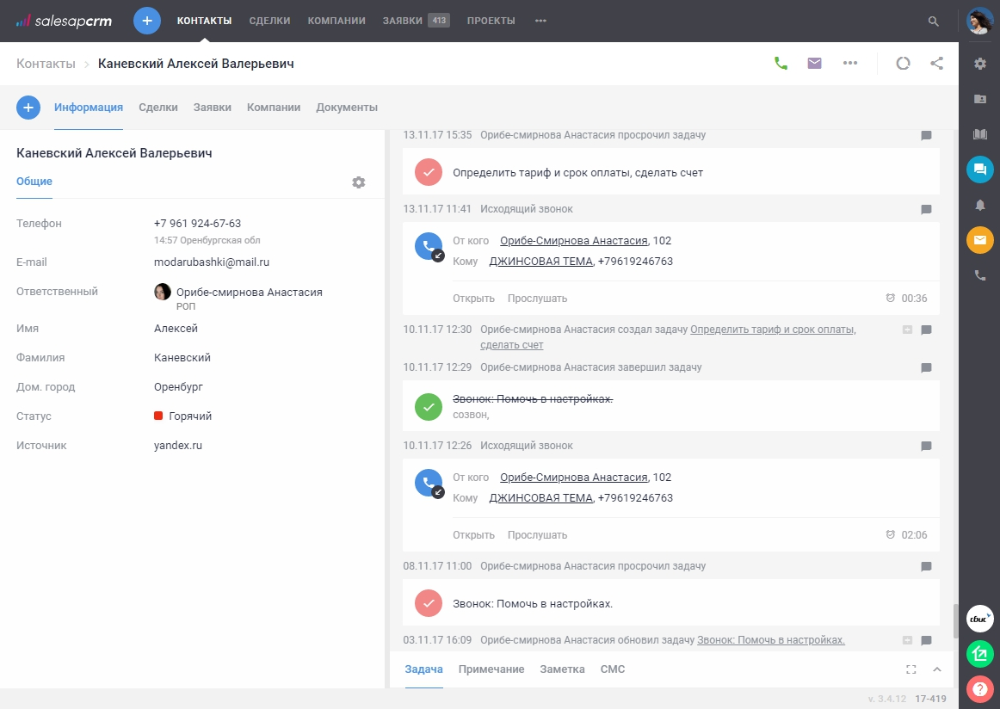 salesapcrm
КОНТАКТЫ СДЕЛКИ КОМПАНИИ ЗАЯВКИ 413 ПРОЕКТЫ
Контакты Каневский Алексей Валерьевич
Информация Сделки Заявки Компании Документы
Каневский Алексей Валерьевич
Общие
Телефон +7 961 924-67-63
14:57 Оренбургская обл
E-mail modarubashki@mail.ru
Ответственный Орибе-смирнова Анастасия
РОП
Имя Алексей
Фамилия Каневский
Дом. город Оренбург
Статус Горячий
Источник yandex.ru
13.11.17 15:35 Орибе-смирнова Анастасия просрочил задачу
Определить тариф и срок оплаты, сделать счет
13.11.17 11:41 Исходящий звонок
От кого Орибе-Смирнова Анастасия, 102
Кому ДЖИНСОВАЯ ТЕМА, +79619246763
Открыть Прослушать 00:36
10.11.17 12:30 Орибе-смирнова Анастасия создал задачу Определить тариф и срок оплаты,
сделать счет
10.11.17 12:29 Орибе-смирнова Анастасия завершил задачу
Звонок: Помочь в настройках.
созвон,
10.11.17 12:26 Исходящий звонок
От кого Орибе-Смирнова Анастасия, 102
Кому ДЖИНСОВАЯ ТЕМА, +79619246763
Открыть Прослушать 02:06
08.11.17 11:00 Орибе-смирнова Анастасия просрочил задачу
Звонок: Помочь в настройках.
03.11.17 16:09 Орибе-смирнова Анастасия обновил задачу Звонок: Помочь в настройках.
Задача Примечание Заметка СМС
v. 3.4.12 17-419
сбис